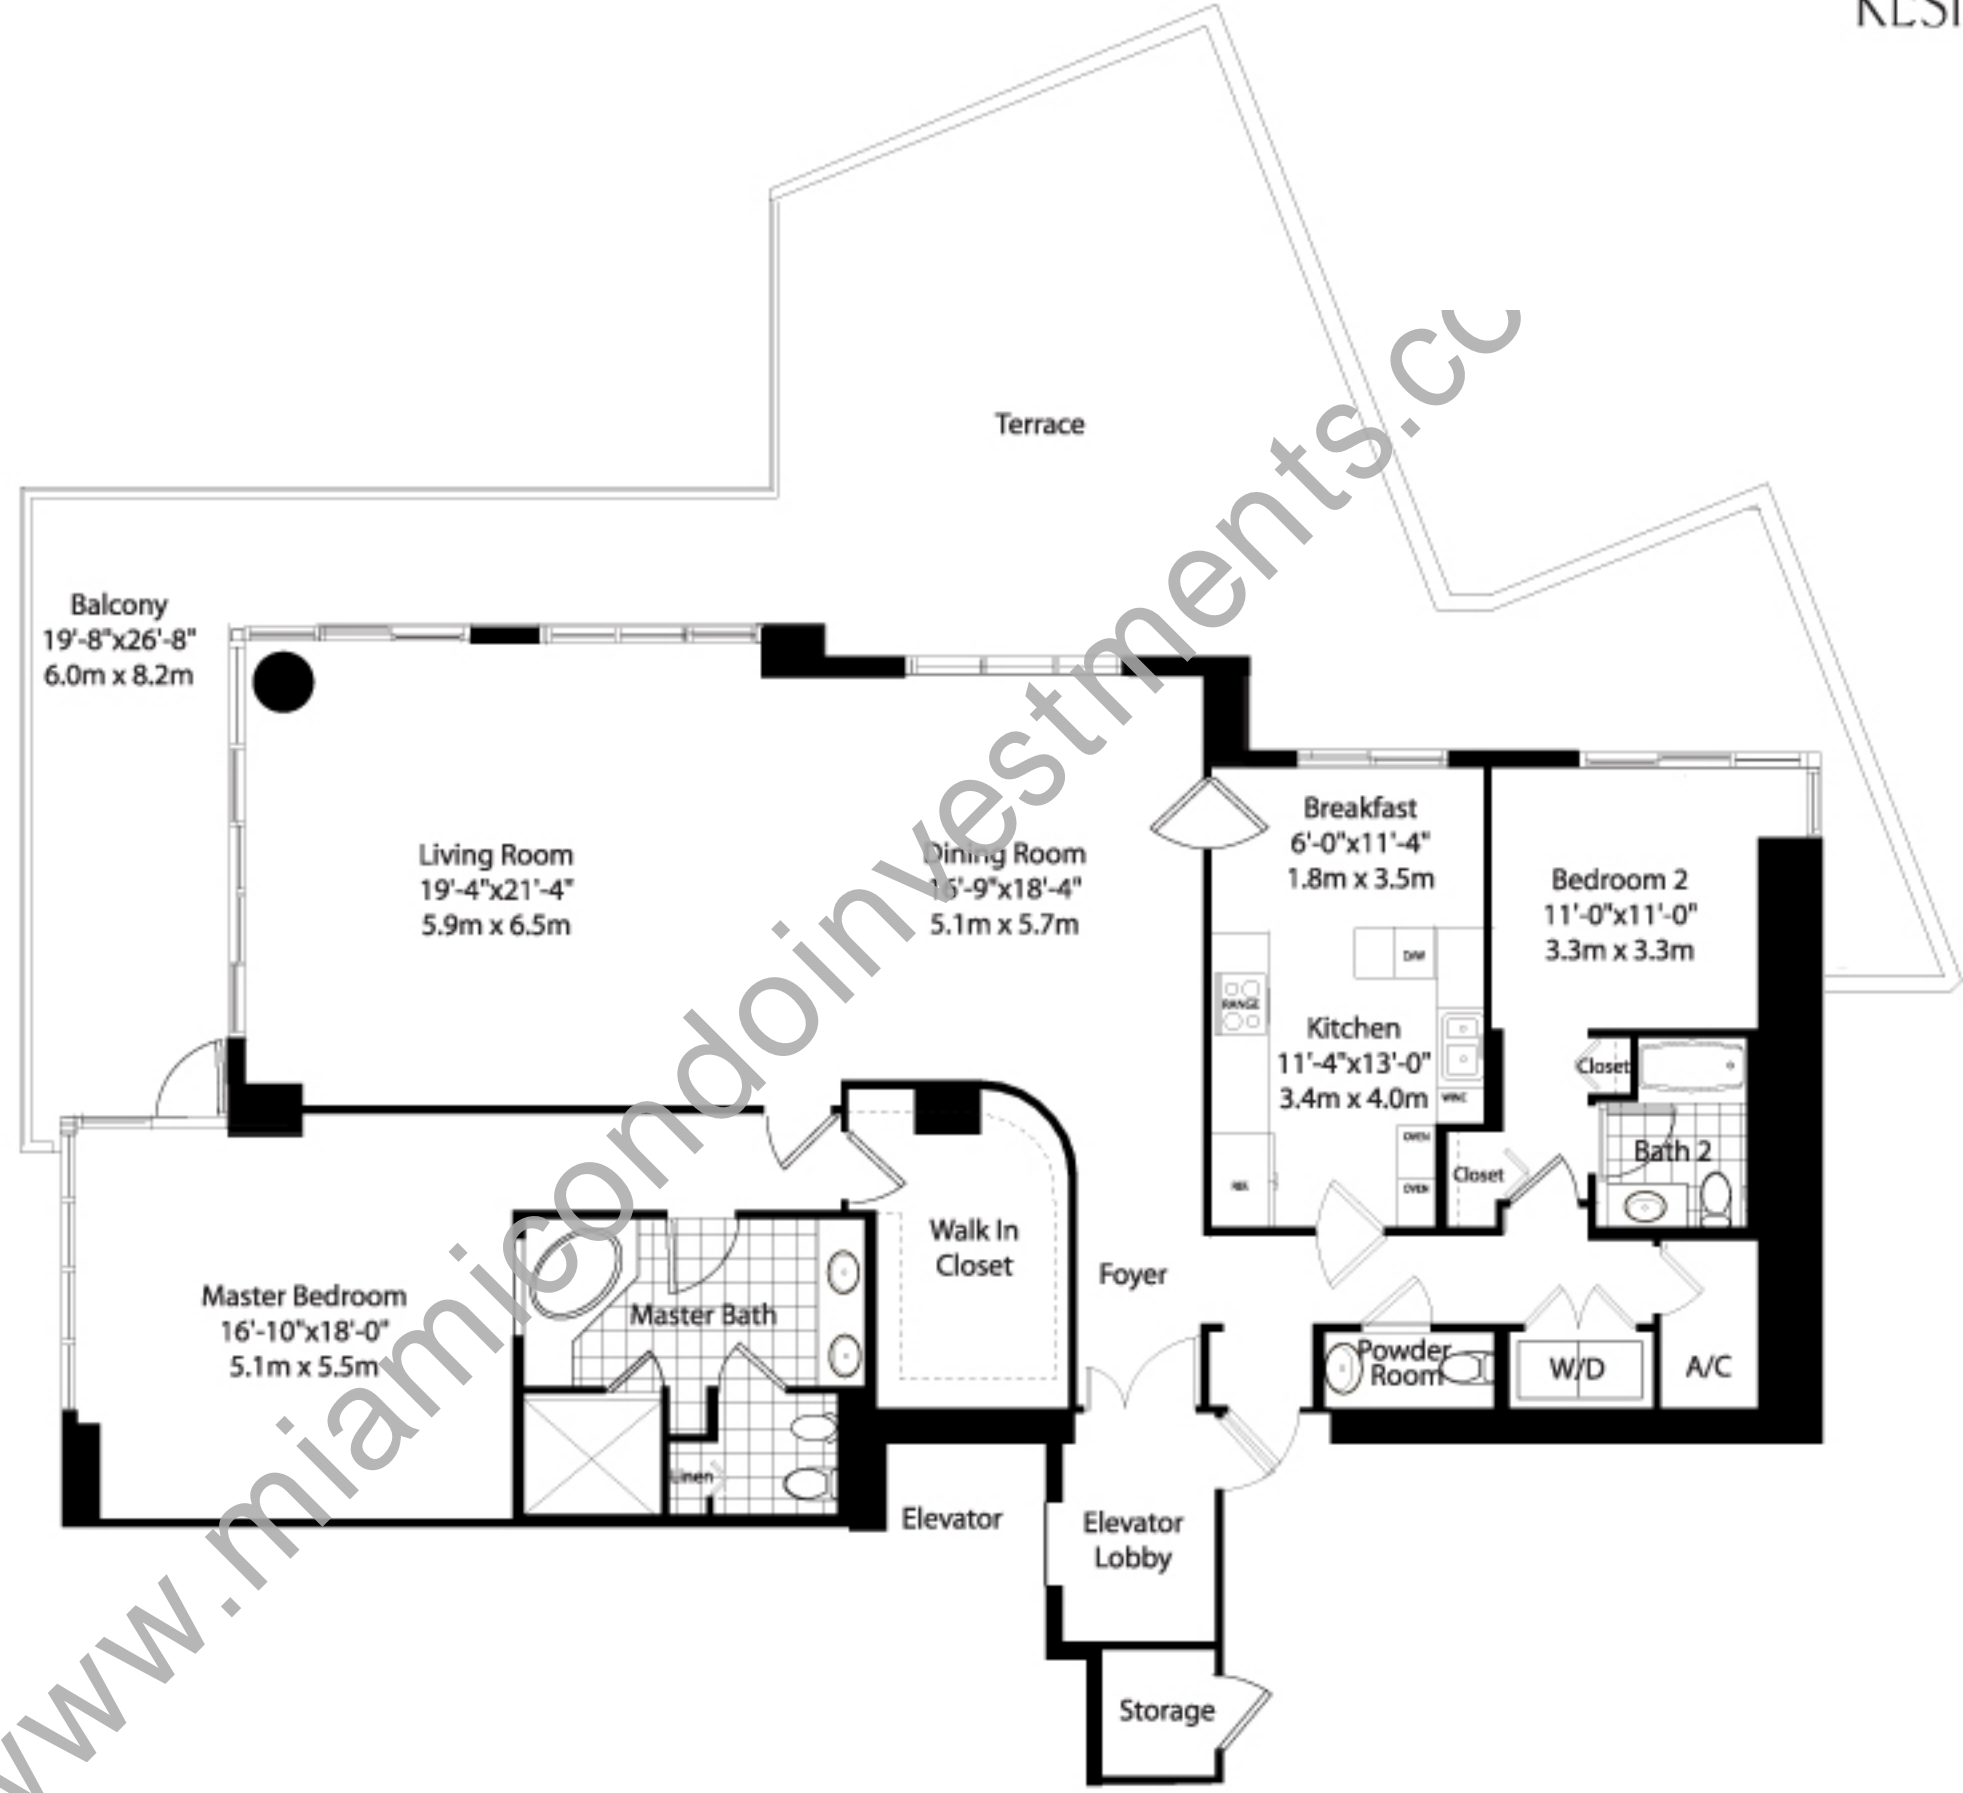 Terrace
Balcony
19'-8"x26'-8"
6.0m x 8.2m
Living Room
19'-4"x21'-4"
5.9m x 6.5m
Dining Room
16'-9"x18'-4"
5.1m x 5.7m
Breakfast
6'-0"x11'-4"
1.8m x 3.5m
Bedroom 2
11'-0"x11'-0"
3.3m x 3.3m
D/W
RANGE
Kitchen
11'-4"x13'-0"
3.4m x 4.0m
OVEN
OVEN
Closet
Closet
Bath 2
Walk In
Closet
Foyer
Master Bedroom
16'-10"x18'-0"
5.1m x 5.5m
Master Bath
Linen
Powder
Room
W/D
A/C
Elevator
Elevator
Lobby
Storage
www.miamicondoinvestments.co